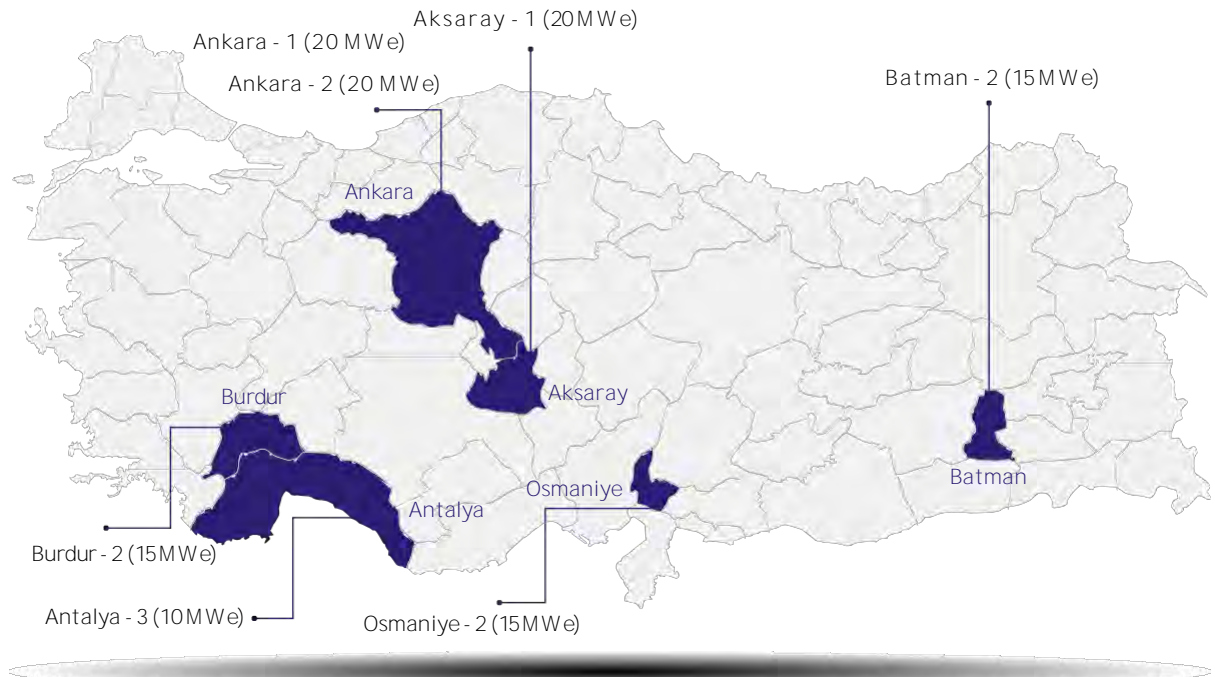 Aksaray - 1 (20MWe)
Ankara - 1 (20 MWe)
Ankara - 2 (20 MWe)
Batman - 2 (15MWe)
Ankara
Burdur
Aksaray
Batman
Osmaniye
Antalya
Burdur - 2 (15MWe)
Antalya - 3 (10MWe)
Osmaniye - 2 (15MWe)